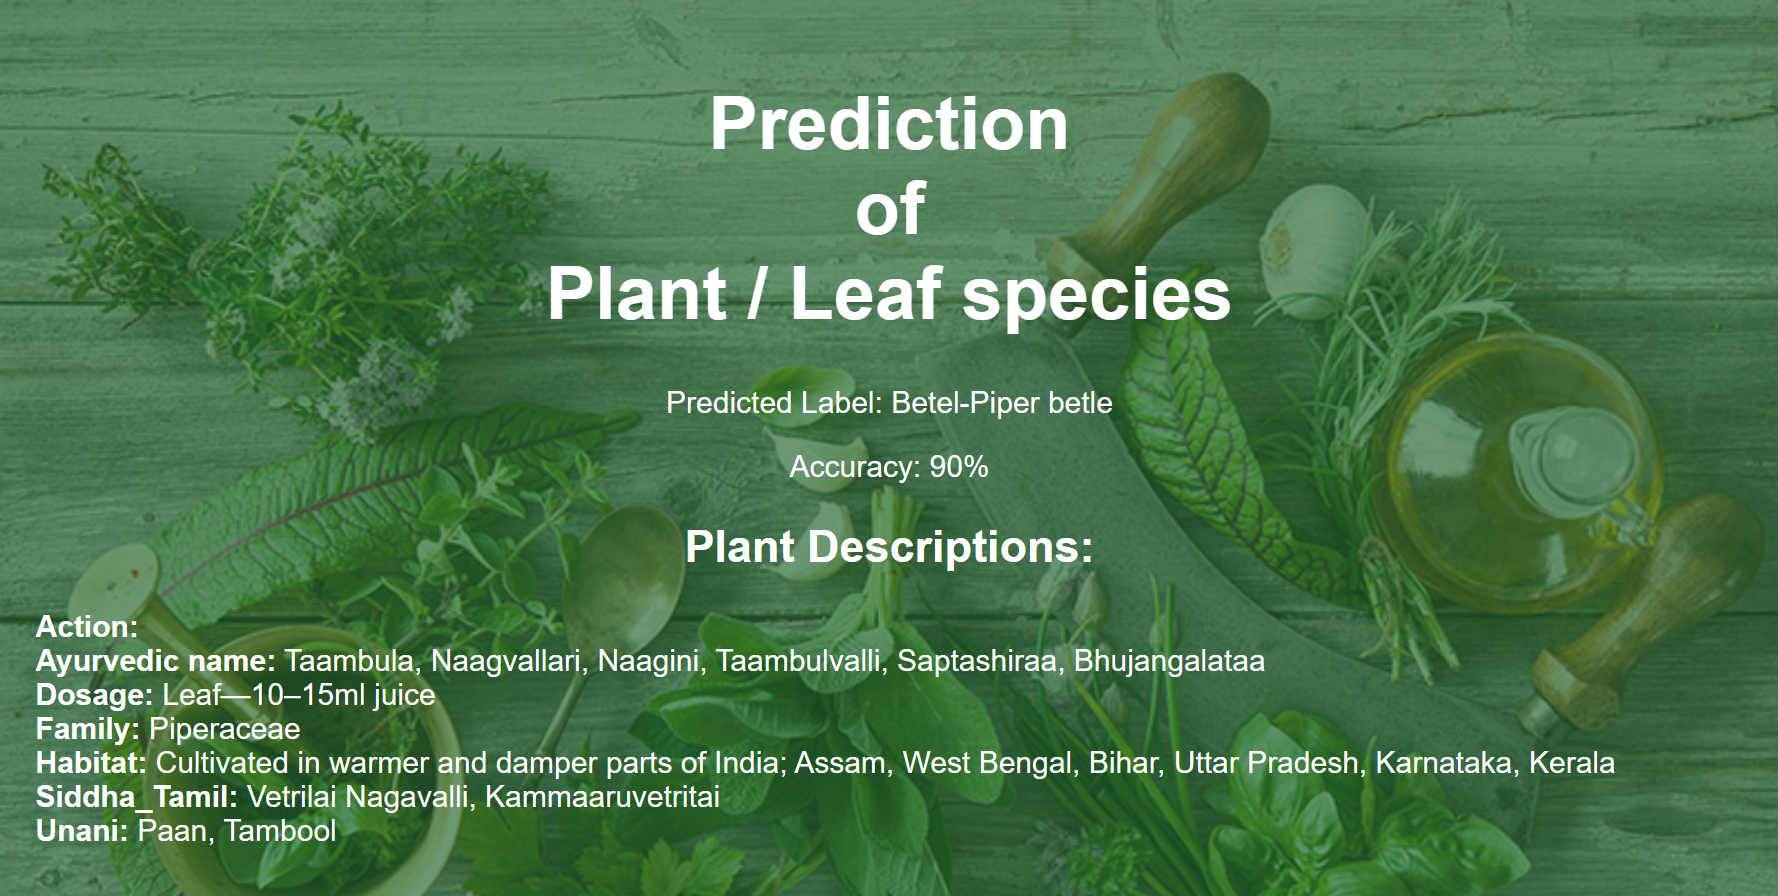 Prediction
of
Plant / Leaf species
Predicted Label: Betel-Piper betle
Accuracy: 90%
Plant Descriptions:
Action:
Ayurvedic name: Taambula, Naagvallari, Naagini, Taambulvalli, Saptashiraa, Bhujangalataa
Dosage: Leaf—10–15ml juice
Family: Piperaceae
Habitat: Cultivated in warmer and damper parts of India; Assam, West Bengal, Bihar, Uttar Pradesh, Karnataka, Kerala
Siddha_Tamil: Vetrilai Nagavalli, Kammaaruvetritai
Unani: Paan, Tambool